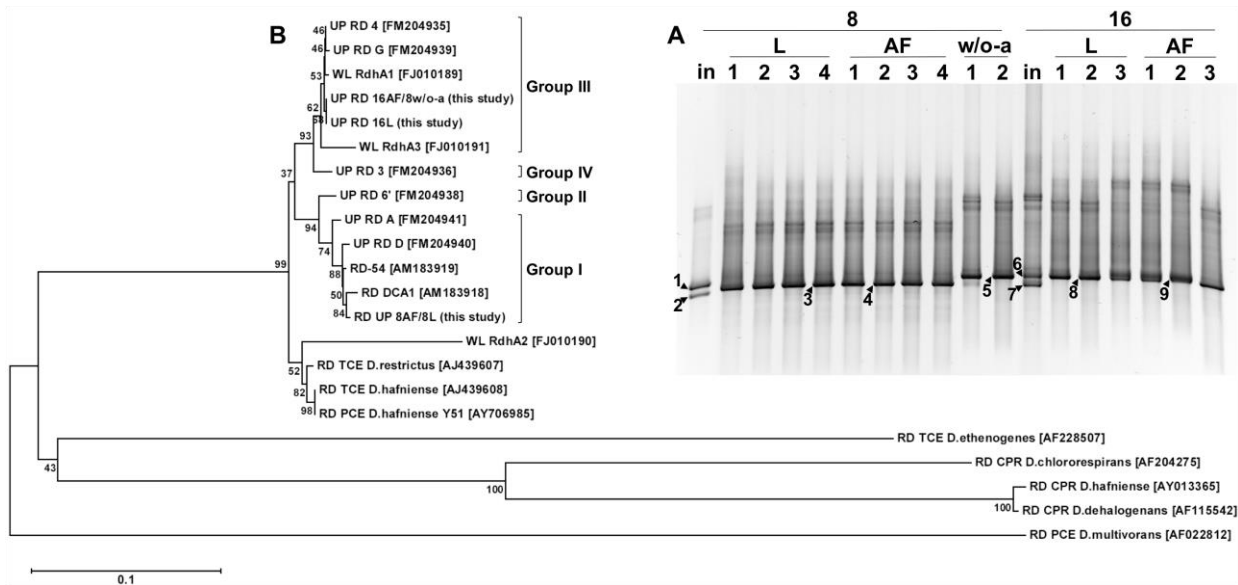 B
46
UP RD 4 [FM204935]
46
UP RD G [FM204939]
53
WL RdhA1 [FJ010189]
Group III
62
UP RD 16AF/8w/o-a (this study)
UP RD 16L (this study)
93
WL RdhA3 [FJ010191]
37
UP RD 3 [FM204936]
Group IV
UP RD 6' [FM204938]
Group II
94
UP RD A [FM204941]
74
UP RD D [FM204940]
99
88
RD-54 [AM183919]
Group I
50
RD DCA1 [AM183918]
84
RD UP 8AF/8L (this study)
WL RdhA2 [FJ010190]
52
RD TCE D.restrictus [AJ439607]
82
RD TCE D.hafniense [AJ439608]
98
RD PCE D.hafniense Y51 [AY706985]
RD TCE D.ethenogenes [AF228507]
43
RD CPR D.chlororespirans [AF204275]
100
RD CPR D.hafniense [AY013365]
100
RD CPR D.dehalogenans [AF115542]
RD PCE D.multivorans [AF022812]
0.1
A
8 16
L AF w/o-a L AF
in 1 2 3 4 1 2 3 4 1 2 in 1 2 3 1 2 3
1
2
3
4
5
6
7
8
9